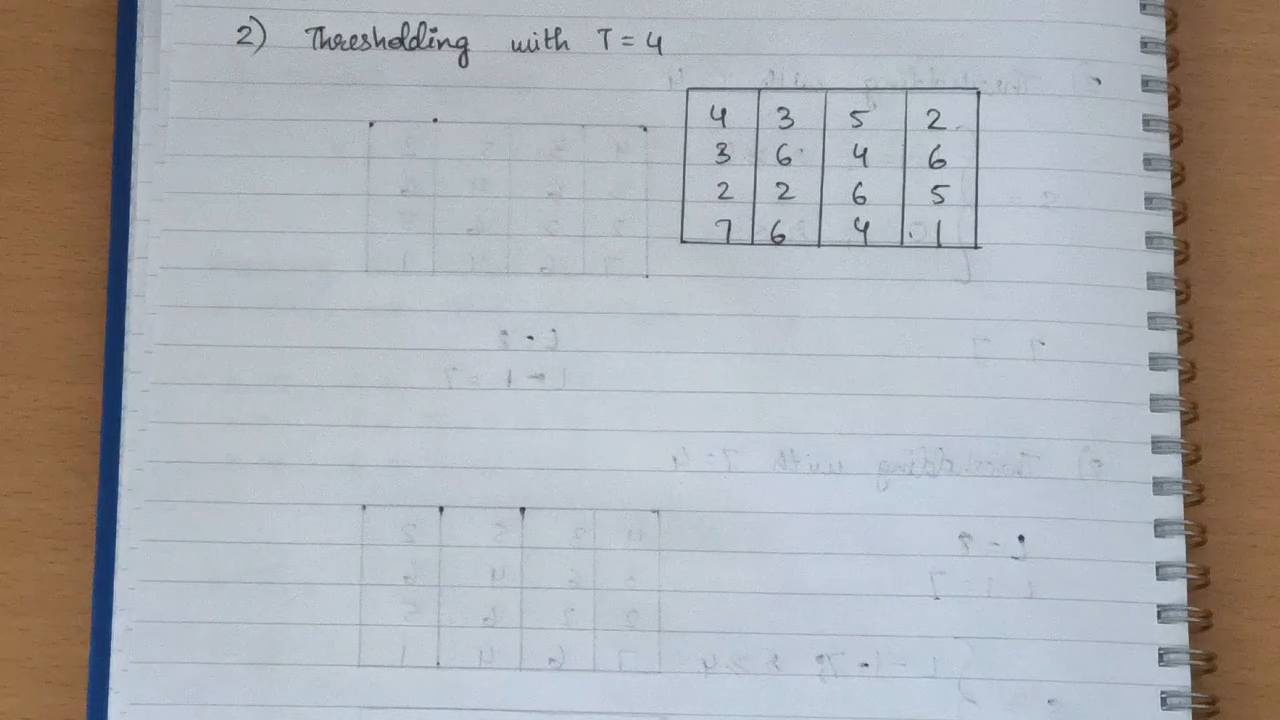 2) Thresholding with T = 4
4 3 5 2
3 6 4 6
2 2 6 5
7 6 4 1